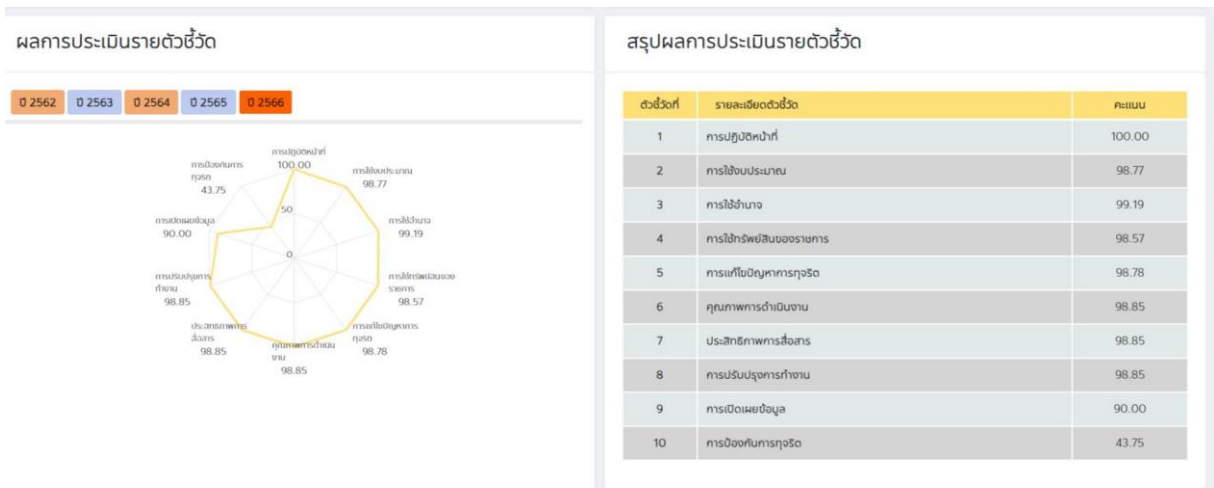 ผลการประเมินรายตัวชี้วัด
ปี 2562 ปี 2563 ปี 2564 ปี 2565 ปี 2566
การปฏิบัติหน้าที่
100.00
การใช้งบประมาณ
98.77
การใช้อำนาจ
99.19
การใช้ทรัพย์สินของ
ราชการ
98.57
การแก้ไขปัญหาการ
ทุจริต
98.78
คุณภาพการดำเนิน
งาน
98.85
ประสิทธิภาพการ
สื่อสาร
98.85
การปรับปรุงการ
ทำงาน
98.85
การเปิดเผยข้อมูล
90.00
การป้องกันการ
ทุจริต
43.75
50
0
สรุปผลการประเมินรายตัวชี้วัด
ตัวชี้วัดที่ รายละเอียดตัวชี้วัด คะแนน
1 การปฏิบัติหน้าที่ 100.00
2 การใช้งบประมาณ 98.77
3 การใช้อำนาจ 99.19
4 การใช้ทรัพย์สินของราชการ 98.57
5 การแก้ไขปัญหาการทุจริต 98.78
6 คุณภาพการดำเนินงาน 98.85
7 ประสิทธิภาพการสื่อสาร 98.85
8 การปรับปรุงการทำงาน 98.85
9 การเปิดเผยข้อมูล 90.00
10 การป้องกันการทุจริต 43.75